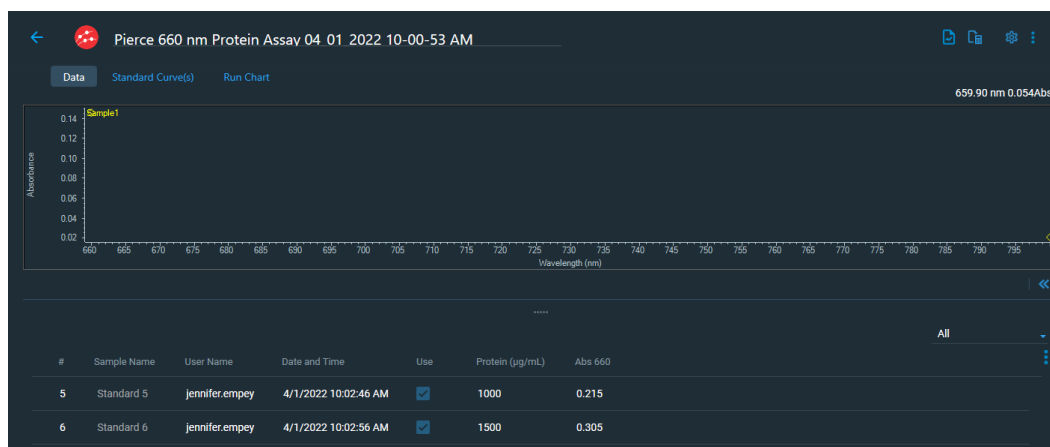 Pierce 660 nm Protein Assay 04_01_2022 10-00-53 AM
Data Standard Curve(s) Run Chart
659.90 nm 0.054Abs
Sample1
0.14
0.12
0.10
0.08
0.06
0.04
0.02
Absorbance
660 665 670 675 680 685 690 695 700 705 710 715 720 725 730 735 740 745 750 755 760 765 770 775 780 785 790 795
Wavelength (nm)
All
# Sample Name User Name Date and Time Use Protein (µg/mL) Abs 660
5 Standard 5 jennifer.empey 4/1/2022 10:02:46 AM 1000 0.215
6 Standard 6 jennifer.empey 4/1/2022 10:02:56 AM 1500 0.305